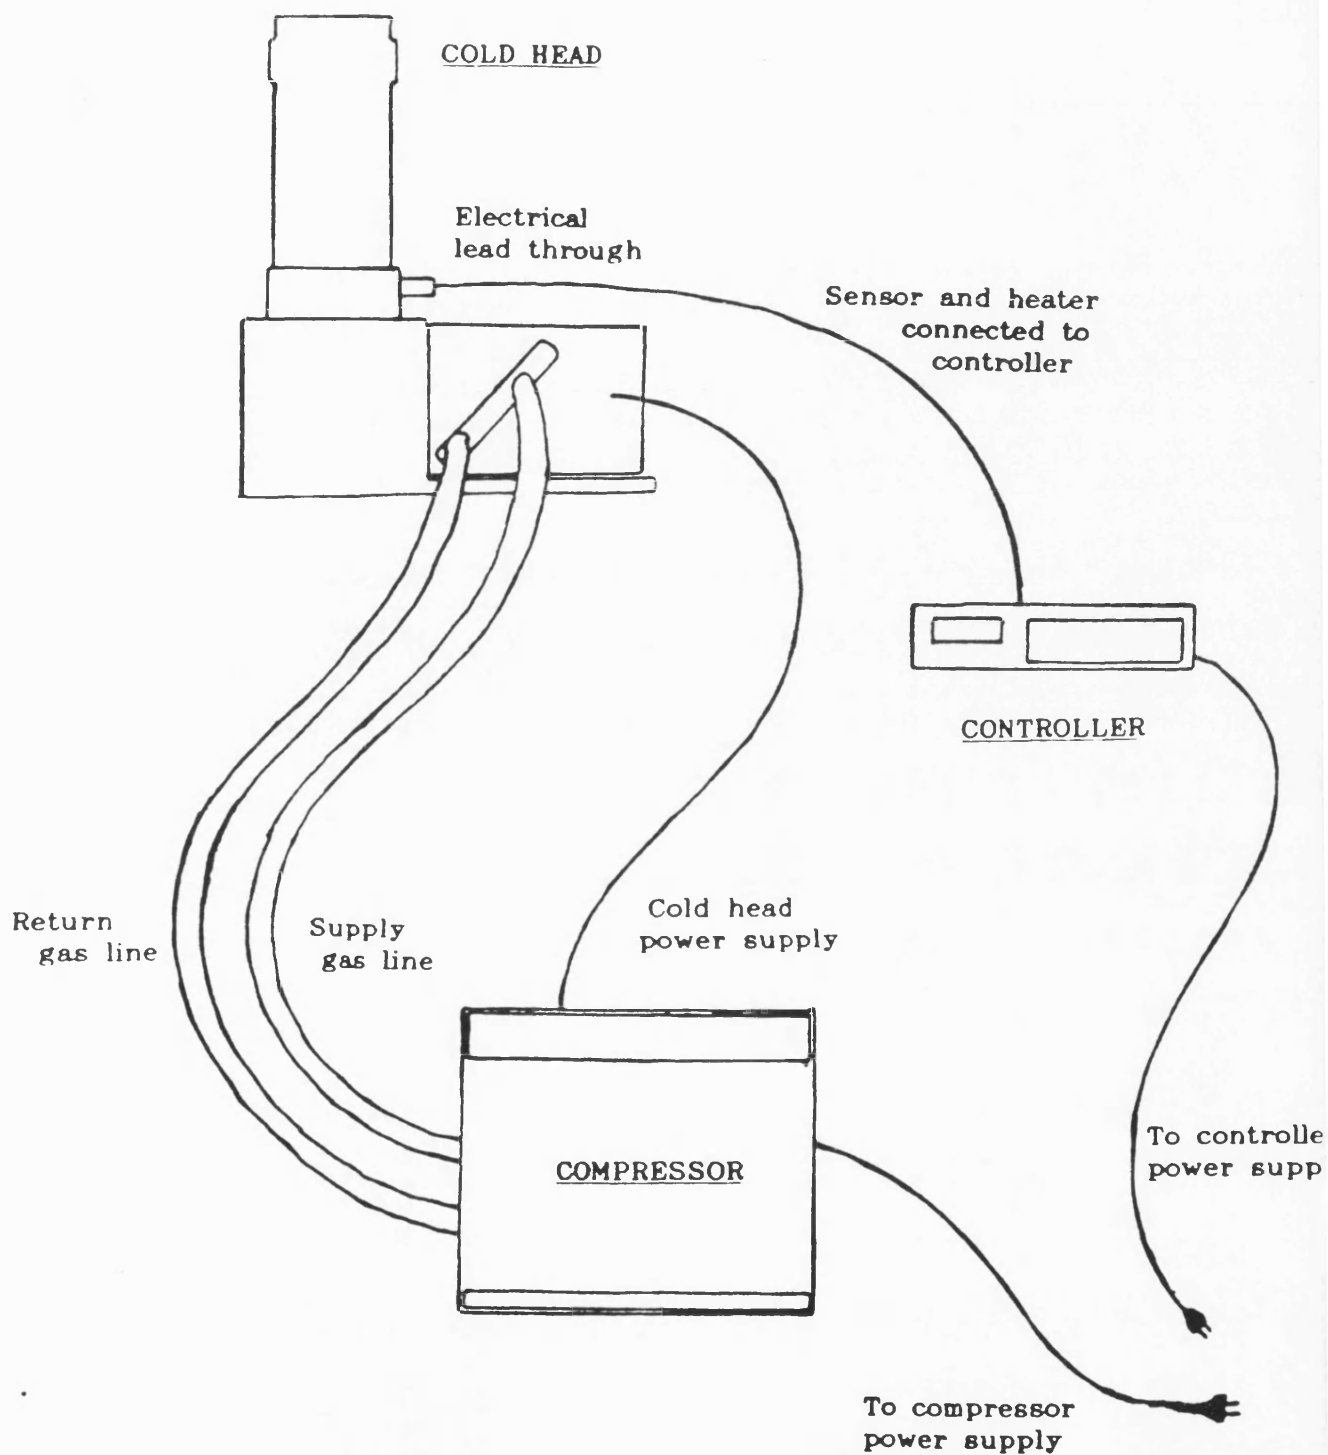 COLD HEAD
Electrical
lead through
Sensor and heater
connected to
controller
CONTROLLER
Return
gas line
Supply
gas line
Cold head
power supply
COMPRESSOR
To controlle
power supp
To compressor
power supply